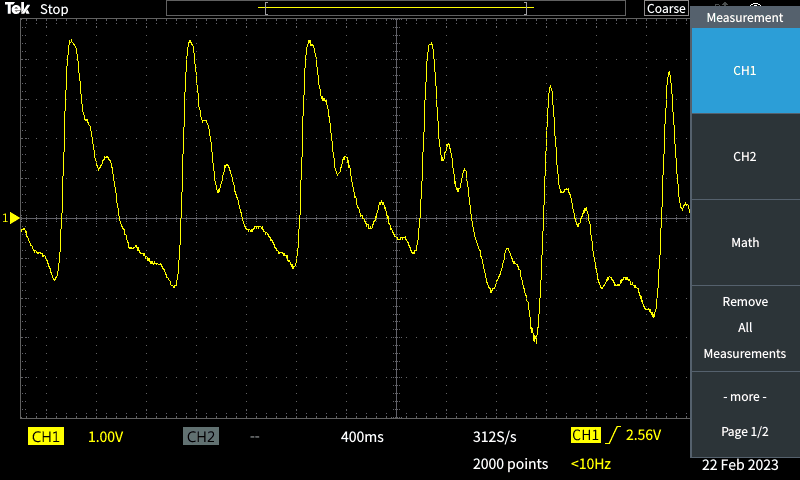 Tek Stop
Coarse
Measurement
CH1
CH2
Math
Remove
All
Measurements
- more -
Page 1/2
1
CH1 1.00V CH2 -- 400ms 312S/s CH1 2.56V
2000 points <10Hz 22 Feb 2023